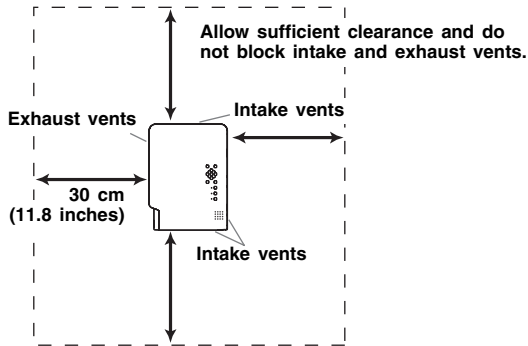 Allow sufficient clearance and do
not block intake and exhaust vents.
Intake vents
Exhaust vents
30 cm
(11.8 inches)
Intake vents